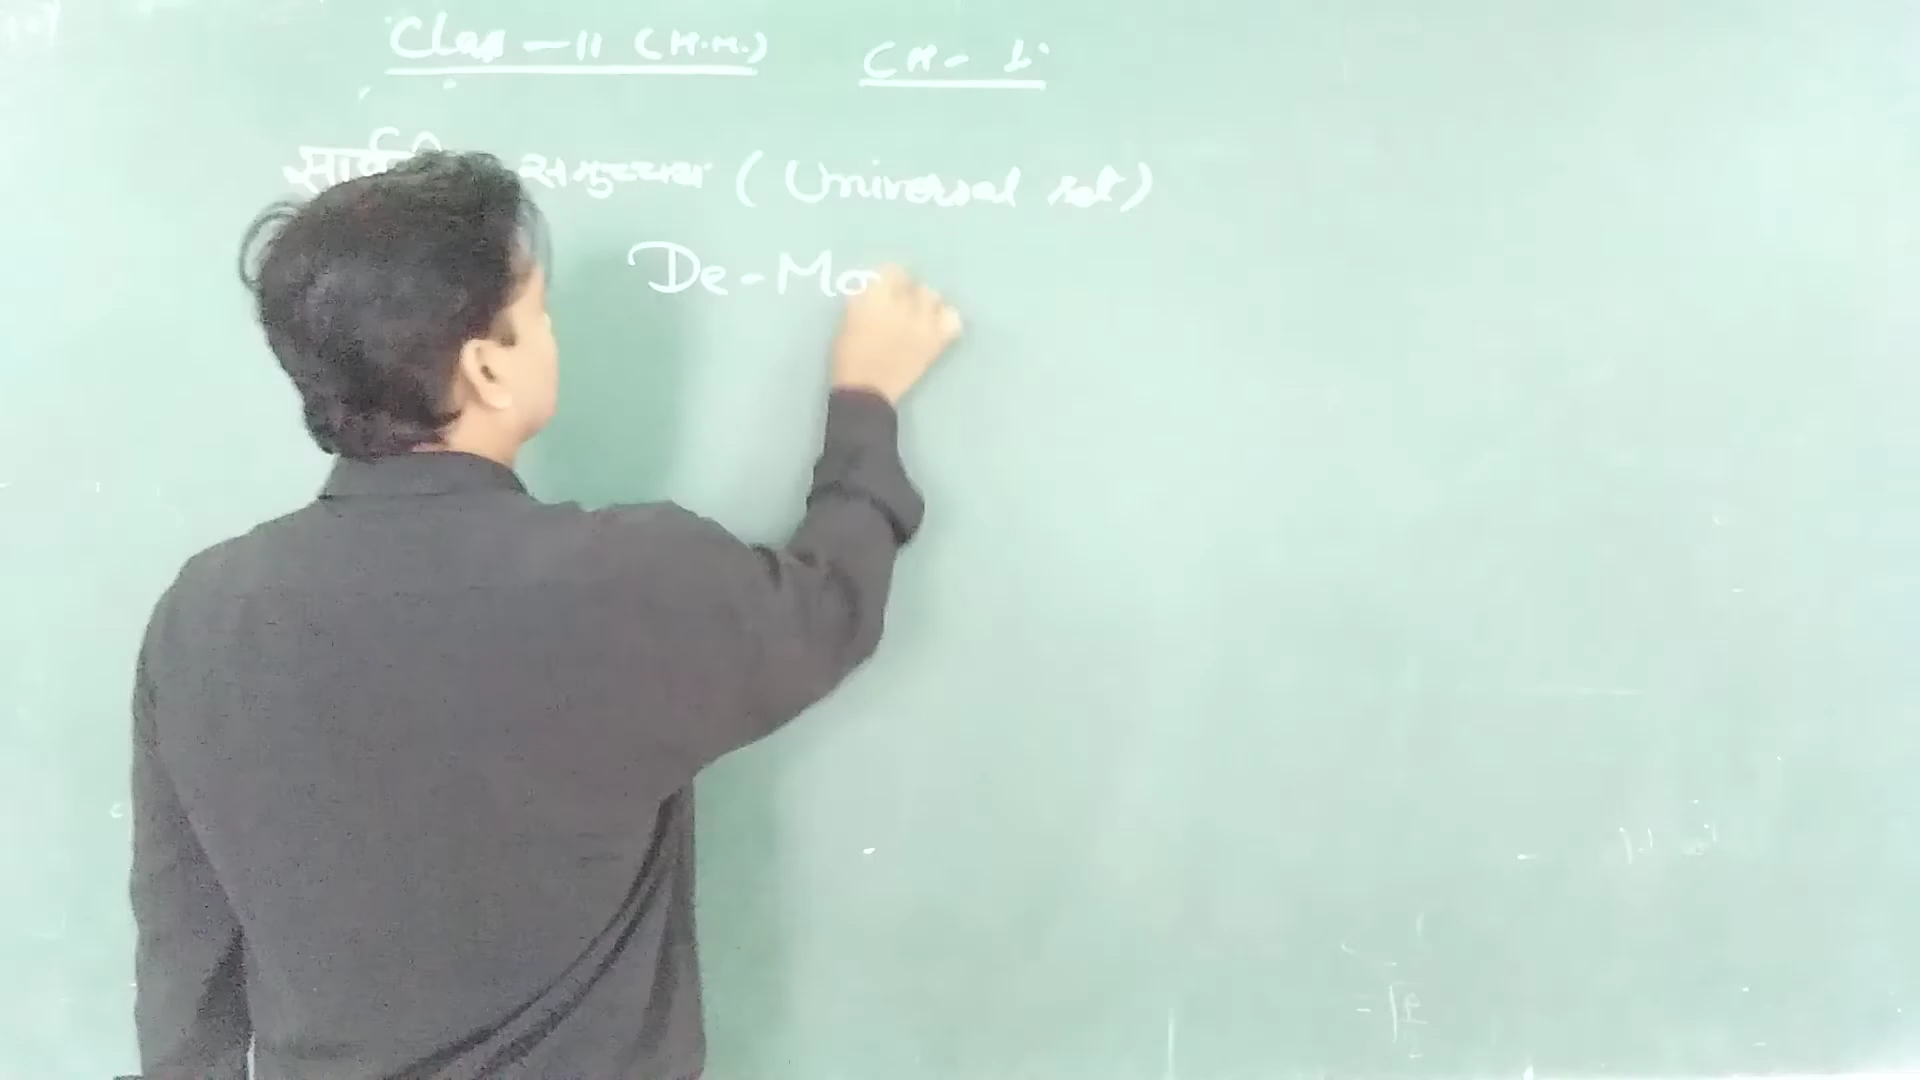 Class - 11 (M.M.) CH - 1
समुच्चय (Universal set)
De-Mo